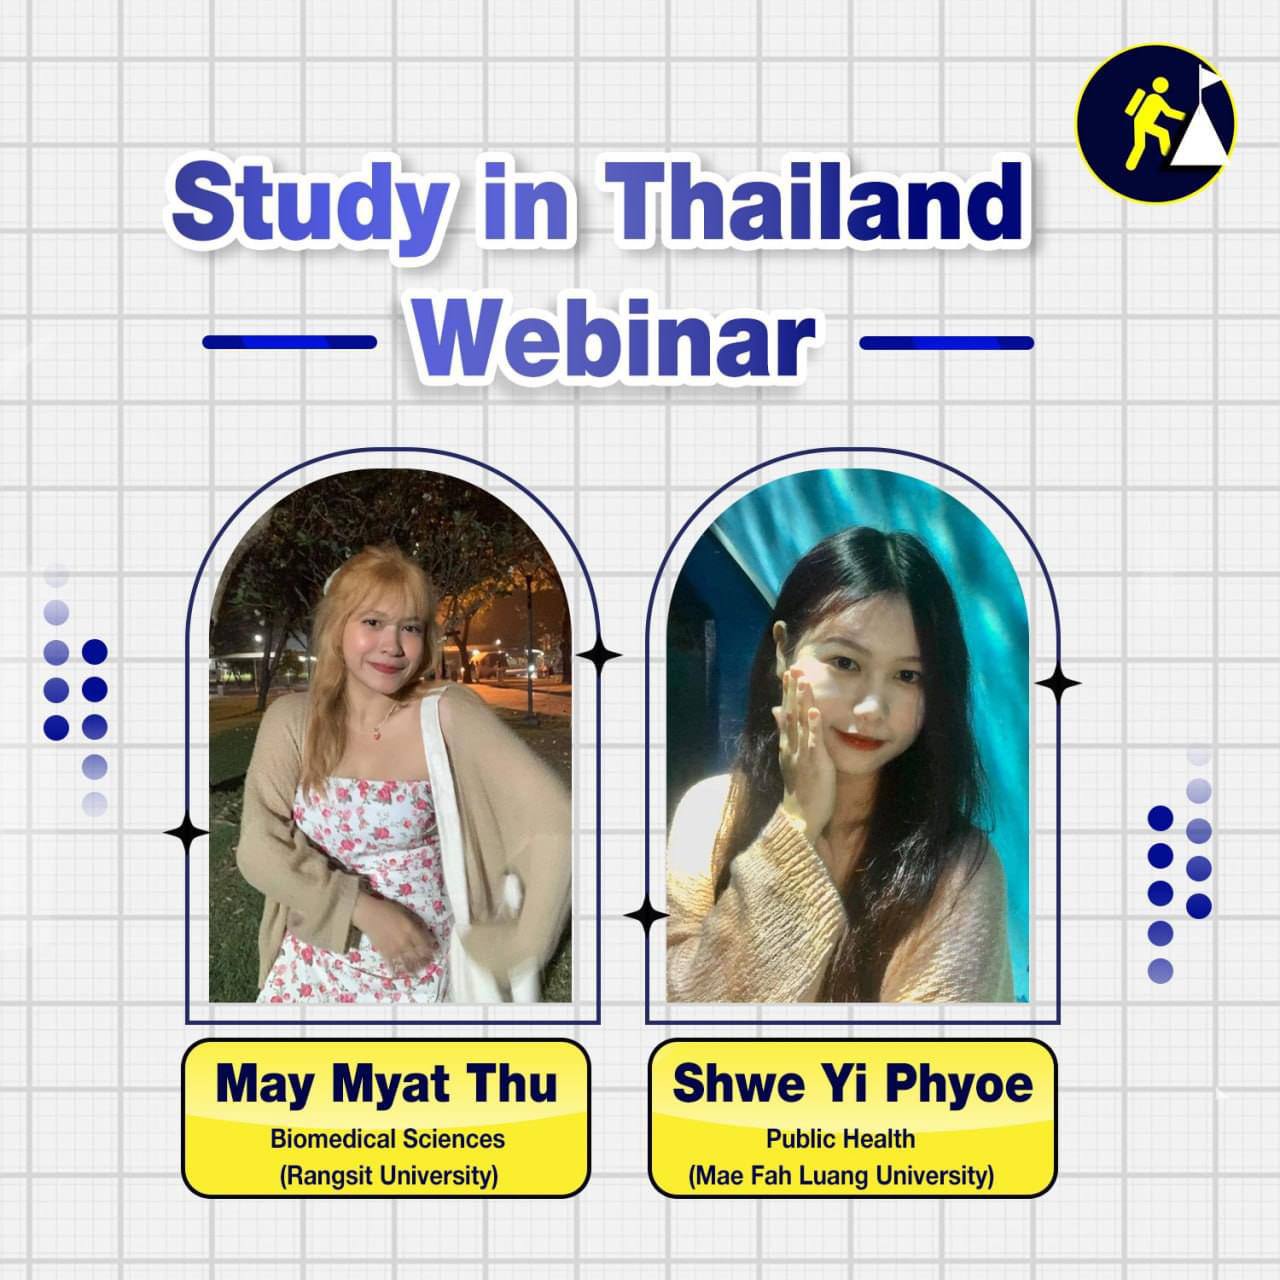 Study in Thailand
Webinar
May Myat Thu
Biomedical Sciences
(Rangsit University)
Shwe Yi Phyoe
Public Health
(Mae Fah Luang University)